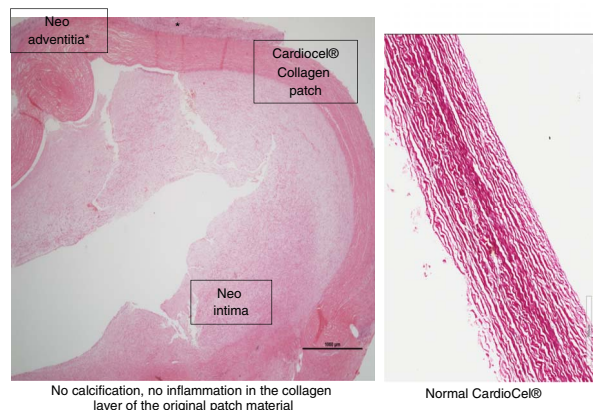 Neo
adventitia*
*
Cardiocel®
Collagen
patch
Neo
intima
1000 µm
No calcification, no inflammation in the collagen
layer of the original patch material
Normal CardioCel®